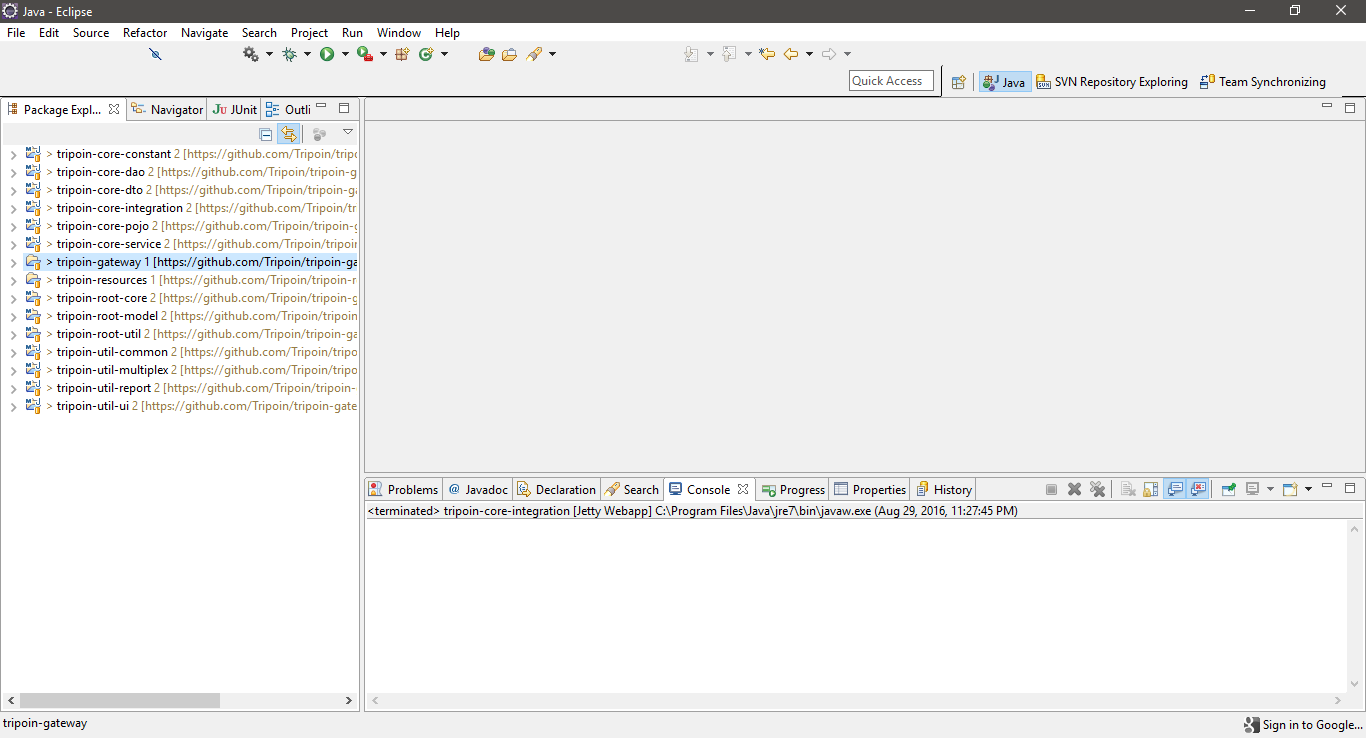 Java - Eclipse
File Edit Source Refactor Navigate Search Project Run Window Help
Quick Access Java SVN Repository Exploring Team Synchronizing
Package Expl... Navigator JUnit Outli
> tripoin-core-constant 2 [https://github.com/Tripoin/tripo
> tripoin-core-dao 2 [https://github.com/Tripoin/tripoin-g
> tripoin-core-dto 2 [https://github.com/Tripoin/tripoin-ga
> tripoin-core-integration 2 [https://github.com/Tripoin/tr
> tripoin-core-pojo 2 [https://github.com/Tripoin/tripoin-g
> tripoin-core-service 2 [https://github.com/Tripoin/tripoin
> tripoin-gateway 1 [https://github.com/Tripoin/tripoin-ga
> tripoin-resources 1 [https://github.com/Tripoin/tripoin-r
> tripoin-root-core 2 [https://github.com/Tripoin/tripoin-g
> tripoin-root-model 2 [https://github.com/Tripoin/tripoin
> tripoin-root-util 2 [https://github.com/Tripoin/tripoin-ga
> tripoin-util-common 2 [https://github.com/Tripoin/tripo
> tripoin-util-multiplex 2 [https://github.com/Tripoin/tripo
> tripoin-util-report 2 [https://github.com/Tripoin/tripoin-
> tripoin-util-ui 2 [https://github.com/Tripoin/tripoin-gate
Problems @ Javadoc Declaration Search Console Progress Properties History
<terminated> tripoin-core-integration [Jetty Webapp] C:\Program Files\Java\jre7\bin\javaw.exe (Aug 29, 2016, 11:27:45 PM)
tripoin-gateway
Sign in to Google...